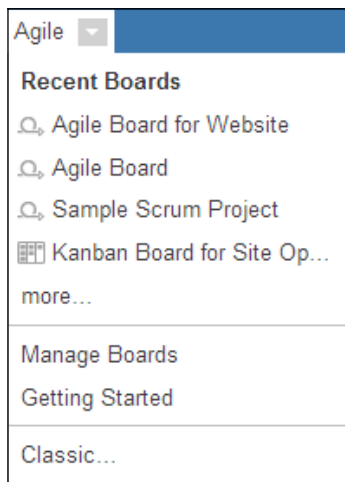 Agile
Recent Boards
Agile Board for Website
Agile Board
Sample Scrum Project
Kanban Board for Site Op...
more...
Manage Boards
Getting Started
Classic...